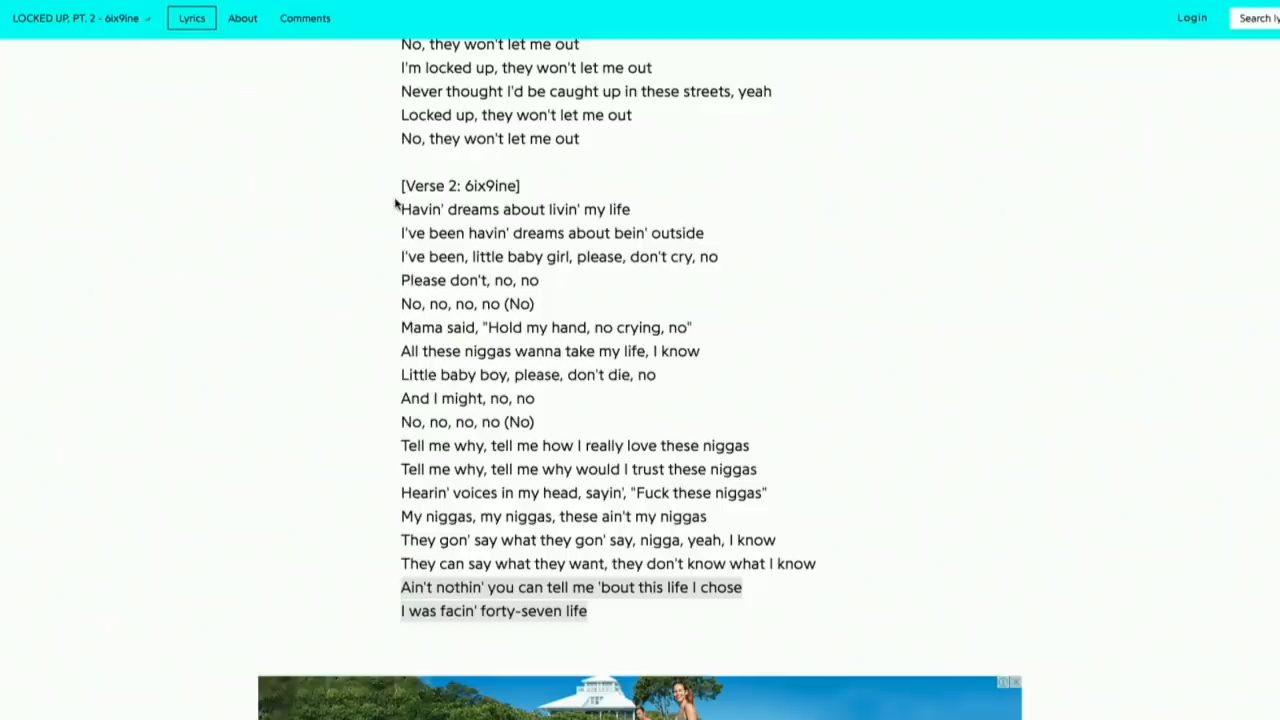 LOCKED UP, PT. 2 - 6ix9ine Lyrics About Comments Login Search ly
No, they won't let me out
I'm locked up, they won't let me out
Never thought I'd be caught up in these streets, yeah
Locked up, they won't let me out
No, they won't let me out
[Verse 2: 6ix9ine]
Havin' dreams about livin' my life
I've been havin' dreams about bein' outside
I've been, little baby girl, please, don't cry, no
Please don't, no, no
No, no, no, no (No)
Mama said, "Hold my hand, no crying, no"
All these niggas wanna take my life, I know
Little baby boy, please, don't die, no
And I might, no, no
No, no, no, no (No)
Tell me why, tell me how I really love these niggas
Tell me why, tell me why would I trust these niggas
Hearin' voices in my head, sayin', "Fuck these niggas"
My niggas, my niggas, these ain't my niggas
They gon' say what they gon' say, nigga, yeah, I know
They can say what they want, they don't know what I know
Ain't nothin' you can tell me 'bout this life I chose
I was facin' forty-seven life